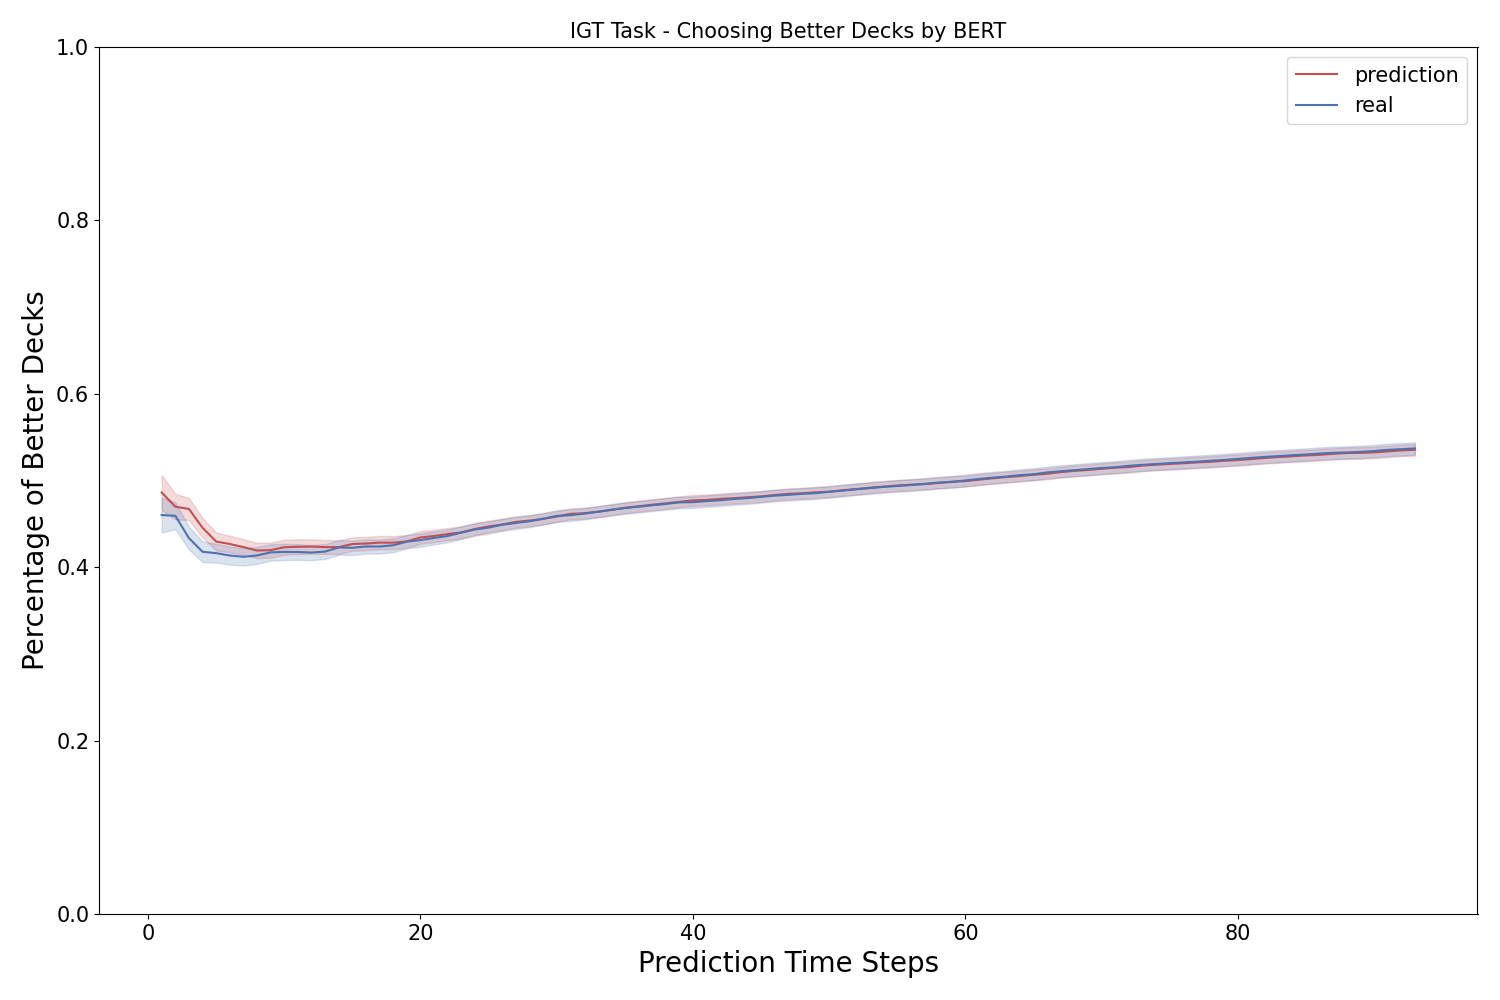 IGT Task - Choosing Better Decks by BERT
1.0
prediction
real
0.8
0.6
0.4
0.2
0.0
Percentage of Better Decks
0 20 40 60 80
Prediction Time Steps